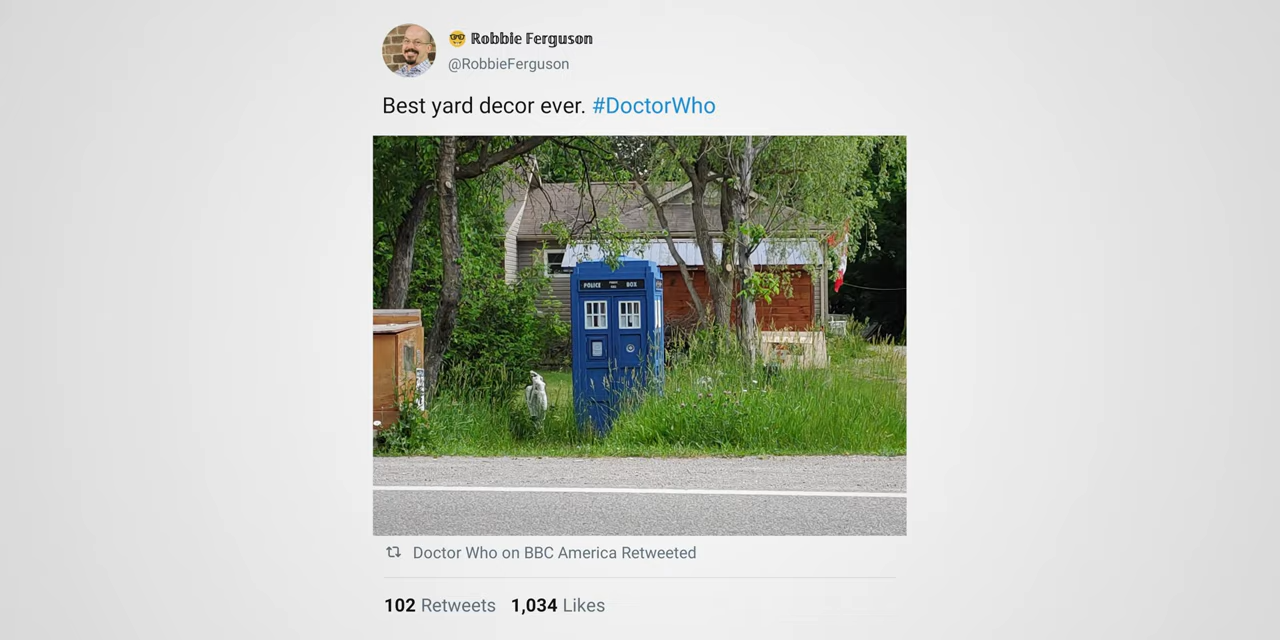 🤓 Robbie Ferguson
@RobbieFerguson
Best yard decor ever. #DoctorWho
POLICE BOX
Doctor Who on BBC America Retweeted
102 Retweets 1,034 Likes